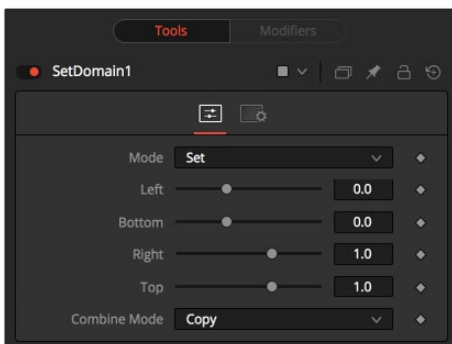 Tools Modifiers
SetDomain1
Mode Set
Left 0.0
Bottom 0.0
Right 1.0
Top 1.0
Combine Mode Copy